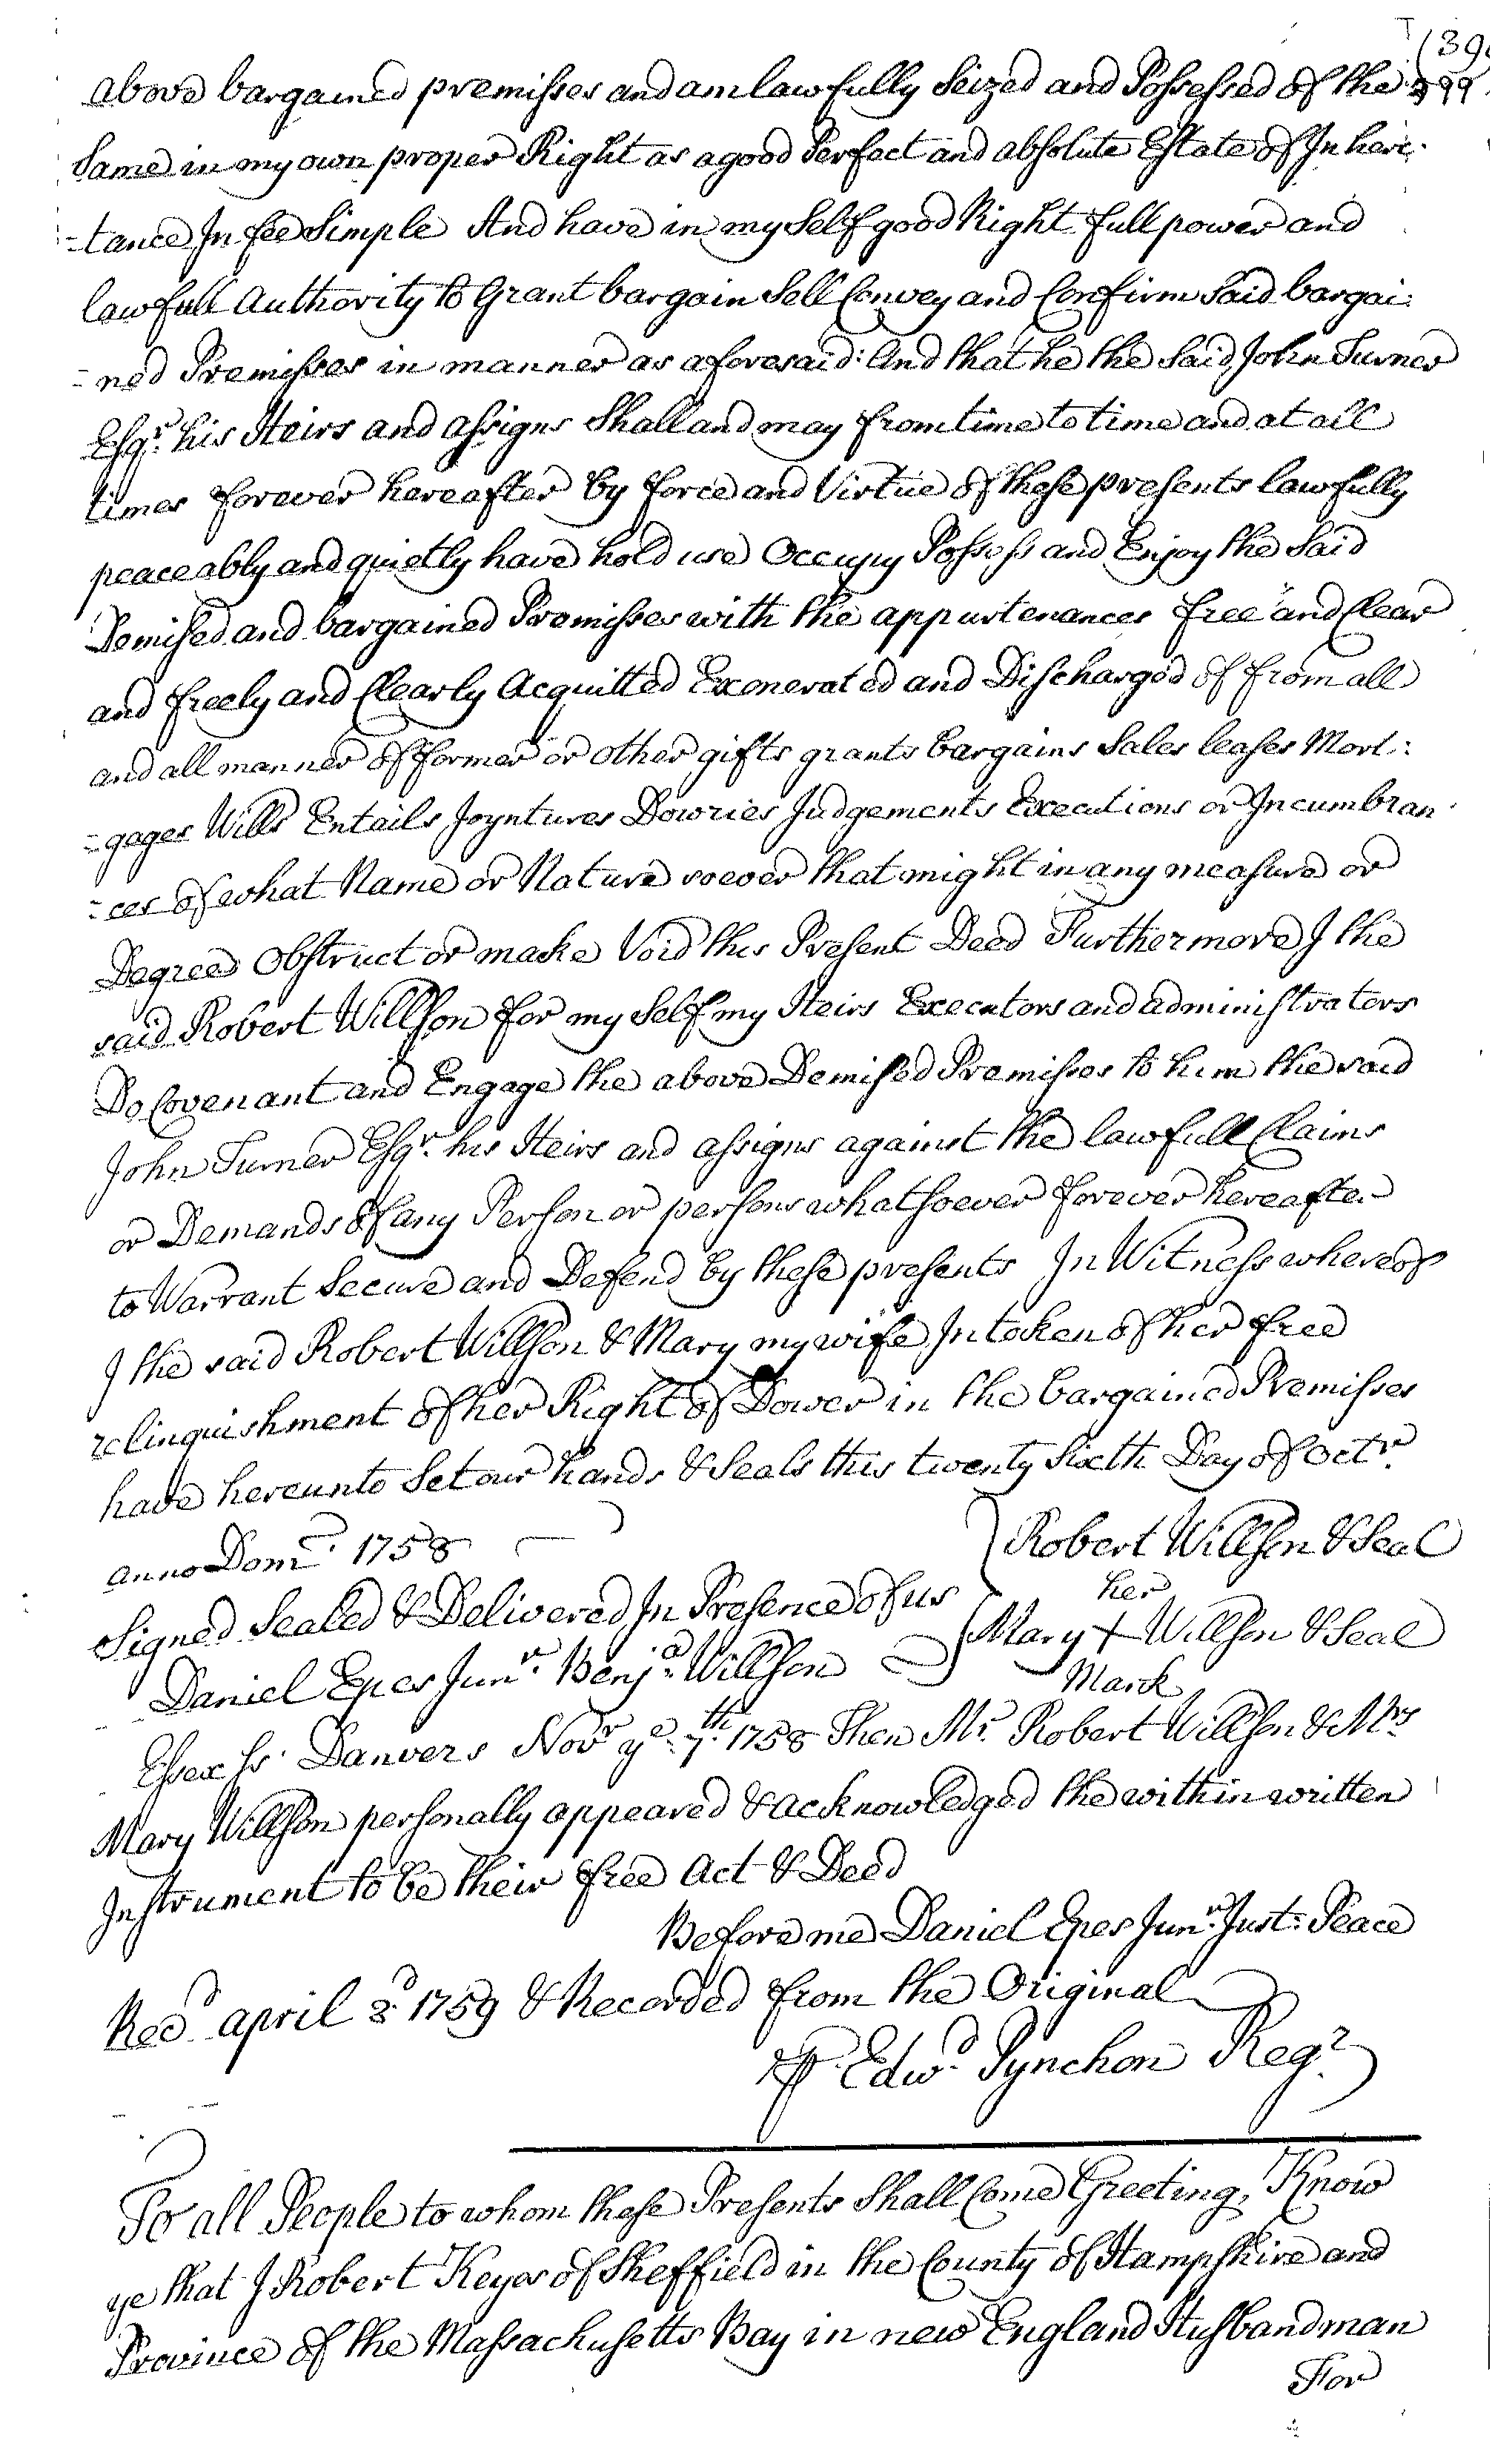 (39
above bargained premisses and am lawfully Seized and Possessed of the 399
Same in my own proper Right as a good Perfect and absolute Estate of Inheri:
-tance In fee Simple And have in my Self good Right full power and
lawfull Authority to Grant bargain Sell Convey and Confirm Said bargai:
-ned Premisses in manner as aforesaid: And that he the Said John Turner
Esqr. his Heirs and assigns Shall and may from time to time and at all
times forever hereafter by force and Virtue of these presents lawfully
peaceably and quietly have hold use Occupy Possess and Enjoy the Said
Demised and bargained Premisses with the appurtenances free and Clear
and freely and Clearly Acquitted Exonerated and Discharged of from all
and all manner of former or other gifts grants bargains Sales leases Mort:
-gages Wills Entails Joyntures Dowries Judgements Executions or Incumbran
-ces of what Name or Nature soever that might in any measure or
Degree Obstruct or make Void this Present Deed Furthermore I the
said Robert Willson for my Self my Heirs Executors and administrators
Do Covenant and Engage the above Demised Premisses to him the said
John Turner Esqr. his Heirs and assigns against the lawfull Claims
or Demands of any Person or persons whatsoever forever hereafter
to Warrant Secure and Defend by these presents In Witness whereof
I the said Robert Willson & Mary my wife In token of her free
relinquishment of her Right of Dower in the bargained Premisses
have hereunto Set our hands & Seals this twenty Sixth Day of Octr.
anno Dom: 1758
Robert Willson & Seal
Signed Sealed & Delivered In Presence of us
her
Mary + Willson & Seal
Mark
Daniel Epes Junr. Benja. Willson
Essex Ss. Danvers Novr ye. 7th. 1758 Then Mr. Robert Willson & Mrs
Mary Willson personally appeared & acknowledged the within written
Instrument to be their free Act & Deed
Before me Daniel Epes Junr. Just: Peace
Recd. april 3d. 1759 & Recorded from the Original
P Edwd. Pynchon Regr.
To all People to whom these Presents Shall Come Greeting, Know
ye that I Robert Keyes of Sheffield in the County of Hampshire and
Province of the Massachusetts Bay in new England Husbandman
For